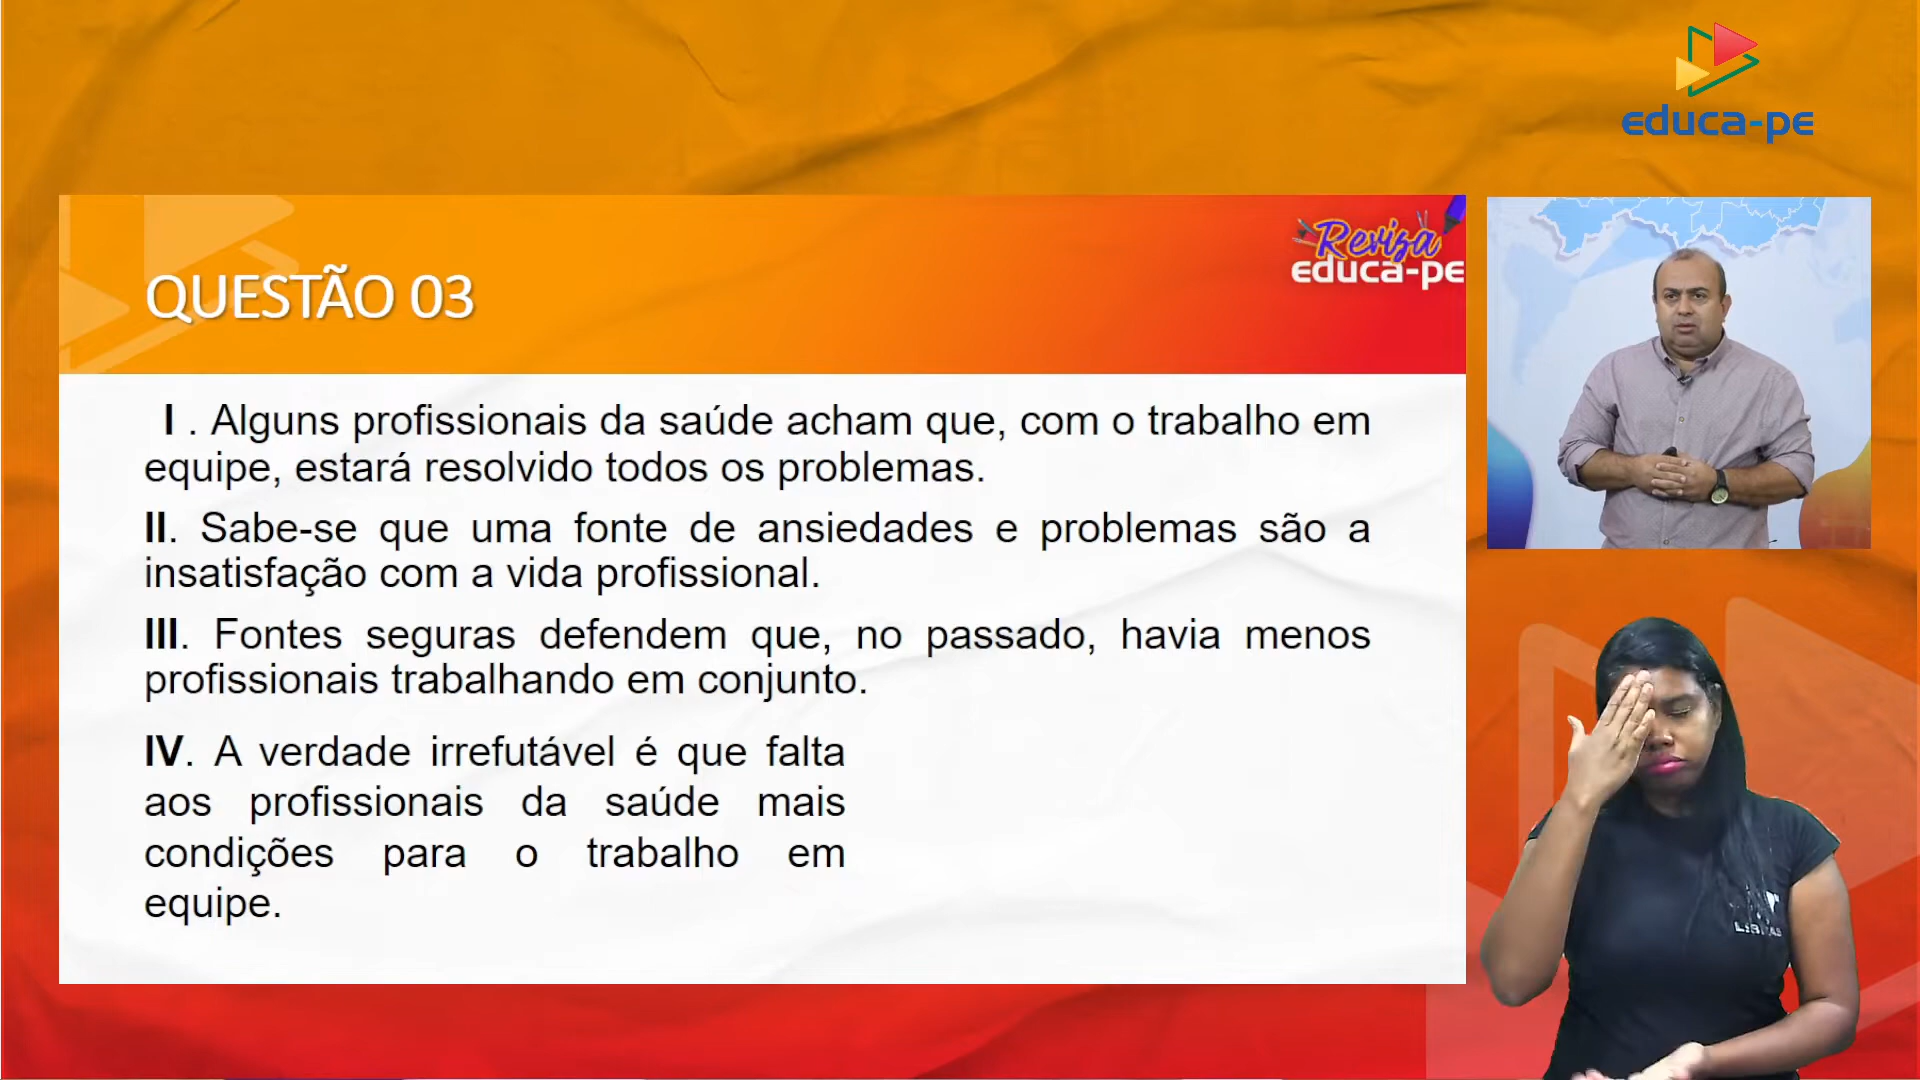 educa-pe
Revisa
educa-pe
QUESTÃO 03
I . Alguns profissionais da saúde acham que, com o trabalho em
equipe, estará resolvido todos os problemas.
II. Sabe-se que uma fonte de ansiedades e problemas são a
insatisfação com a vida profissional.
III. Fontes seguras defendem que, no passado, havia menos
profissionais trabalhando em conjunto.
IV. A verdade irrefutável é que falta
aos profissionais da saúde mais
condições para o trabalho em
equipe.